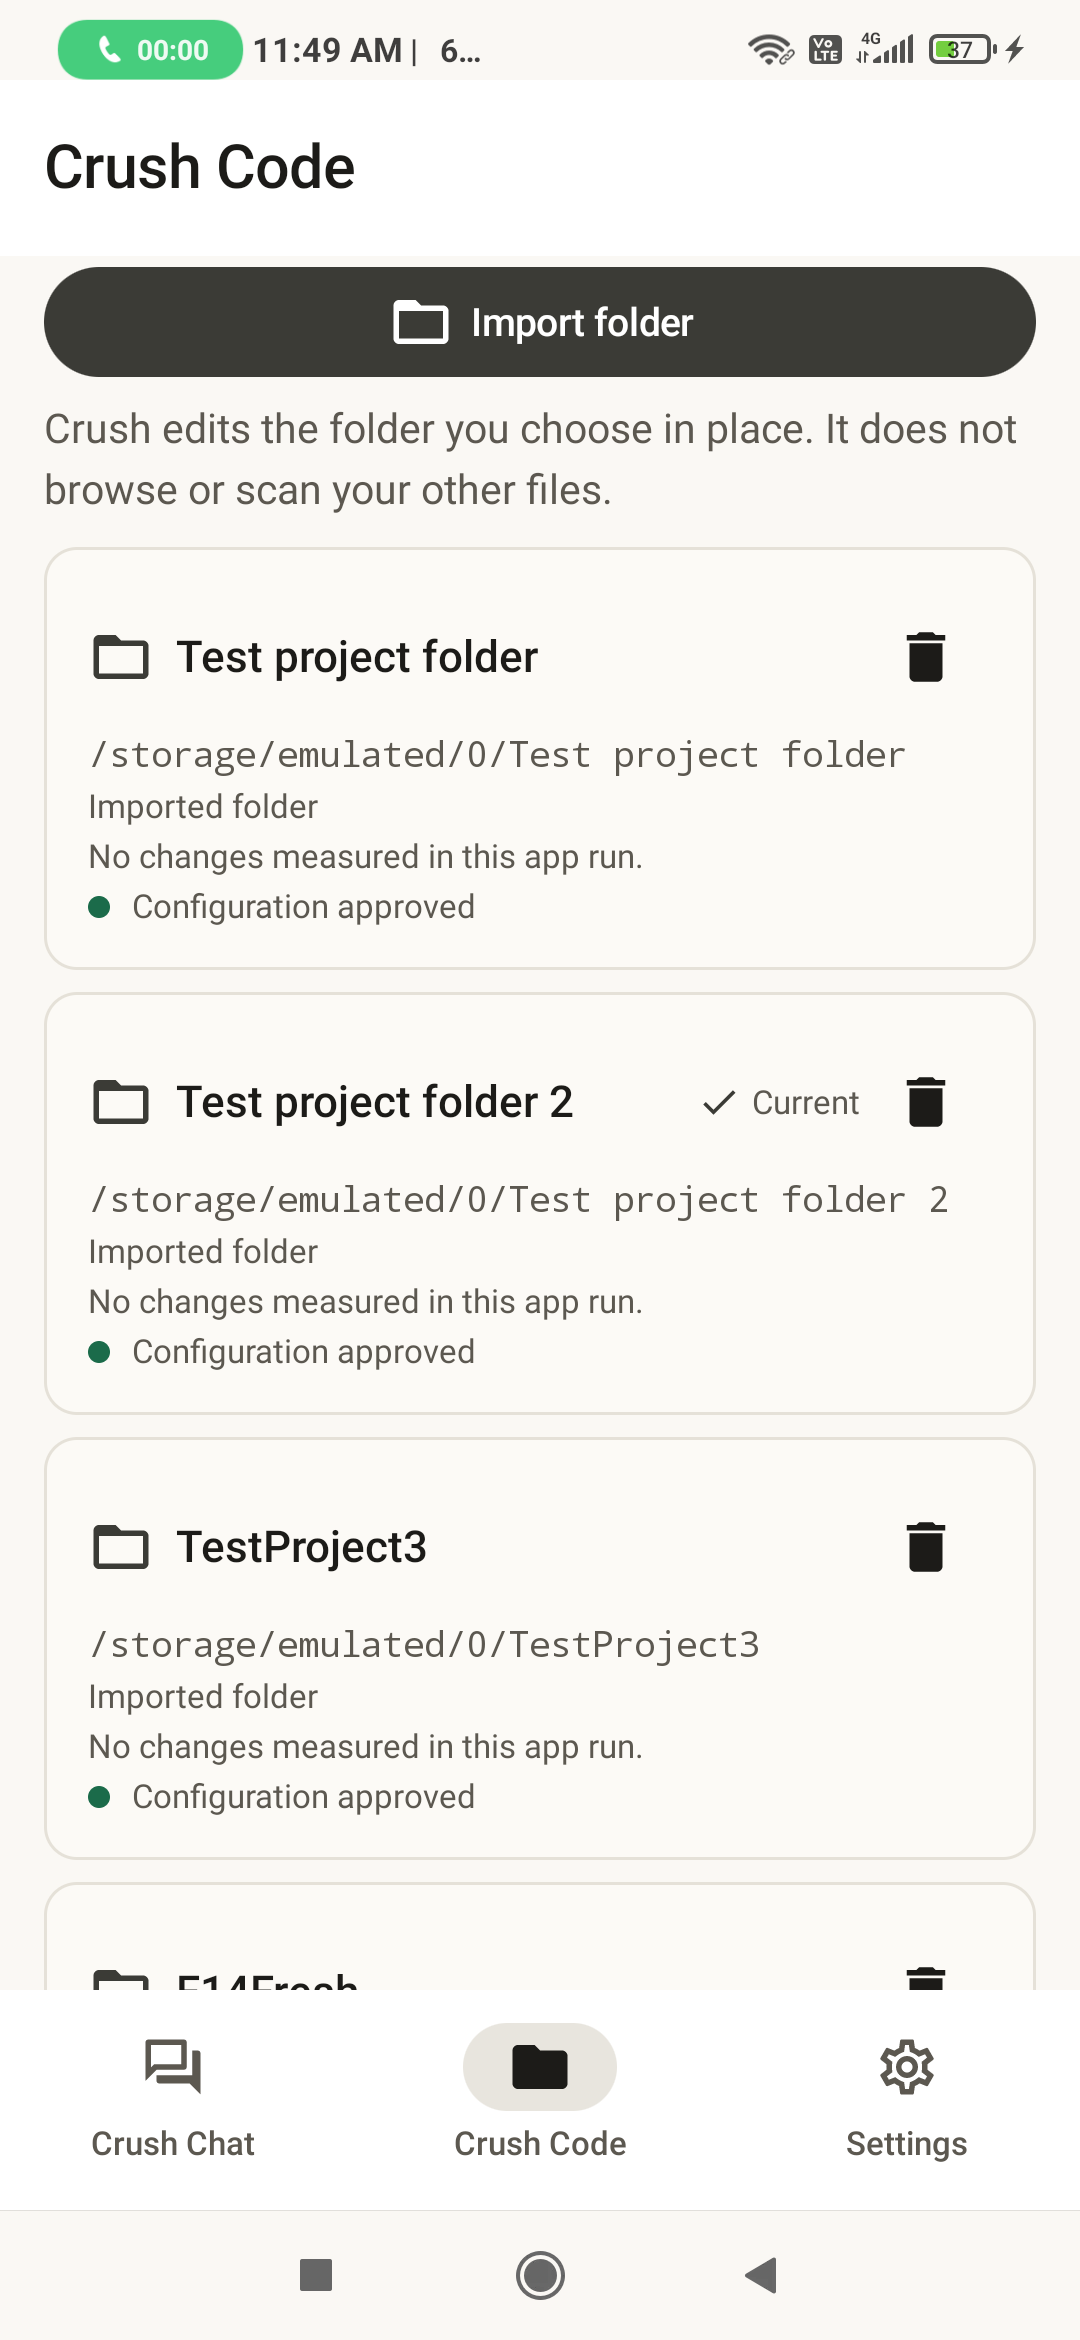 00:00 11:49 AM | 6...
Vo LTE 4G 37
Crush Code
Import folder
Crush edits the folder you choose in place. It does not
browse or scan your other files.
Test project folder
/storage/emulated/0/Test project folder
Imported folder
No changes measured in this app run.
Configuration approved
Test project folder 2 Current
/storage/emulated/0/Test project folder 2
Imported folder
No changes measured in this app run.
Configuration approved
TestProject3
/storage/emulated/0/TestProject3
Imported folder
No changes measured in this app run.
Configuration approved
Crush Chat
Crush Code
Settings